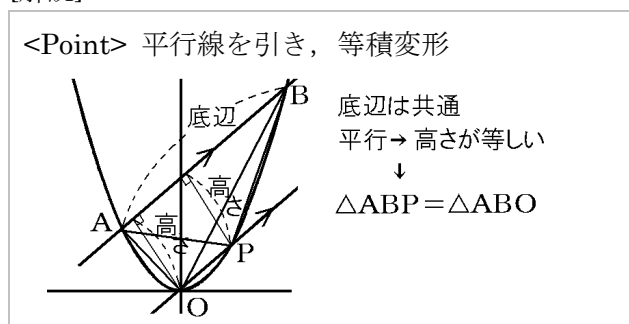 <Point> 平行線を引き，等積変形
B
底辺
底辺は共通
平行→高さが等しい
↓
△ABP＝△ABO
高さ
A
高さ
P
O